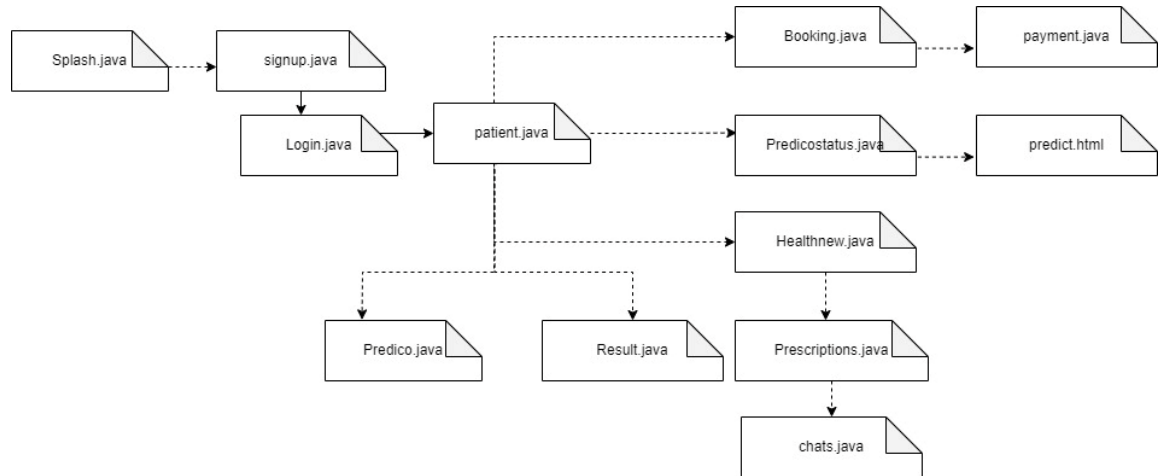 Splash.java
signup.java
Booking.java
payment.java
Login.java
patient.java
Predicostatus.java
predict.html
Healthnew.java
Predico.java
Result.java
Prescriptions.java
chats.java